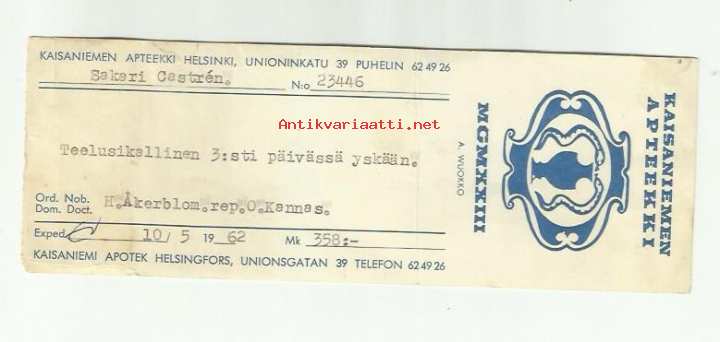 KAISANIEMEN APTEEKKI HELSINKI, UNIONINKATU 39 PUHELIN 62 49 26
Sakari Castrén. N:o 23446
Antikvariaatti.net
Teelusikallinen 3:sti päivässä yskään.
Ord. Nob.
Dom. Doct. H.Åkerblom.rep.O.Kannas.
Exped. 10/ 5 19 62 Mk 358:-
KAISANIEMI APOTEK HELSINGFORS, UNIONSGATAN 39 TELEFON 62 49 26
KAISANIEMEN
APTEEKKI
MGMXXIII
A. WUOKKO